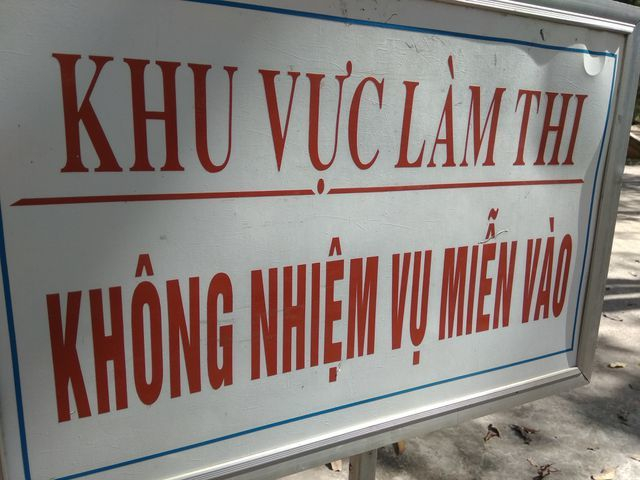 KHU VỰC LÀM THI
KHÔNG NHIỆM VỤ MIỄN VÀO